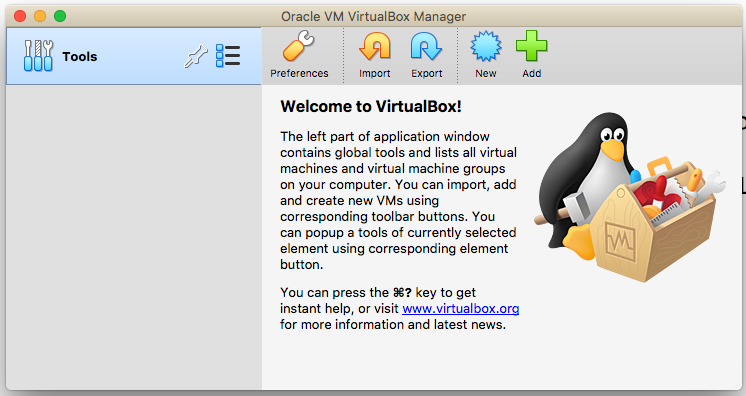 Oracle VM VirtualBox Manager
Tools
Preferences
Import
Export
New
Add
Welcome to VirtualBox!
The left part of application window
contains global tools and lists all virtual
machines and virtual machine groups
on your computer. You can import, add
and create new VMs using
corresponding toolbar buttons. You
can popup a tools of currently selected
element using corresponding element
button.
You can press the ⌘? key to get
instant help, or visit www.virtualbox.org
for more information and latest news.